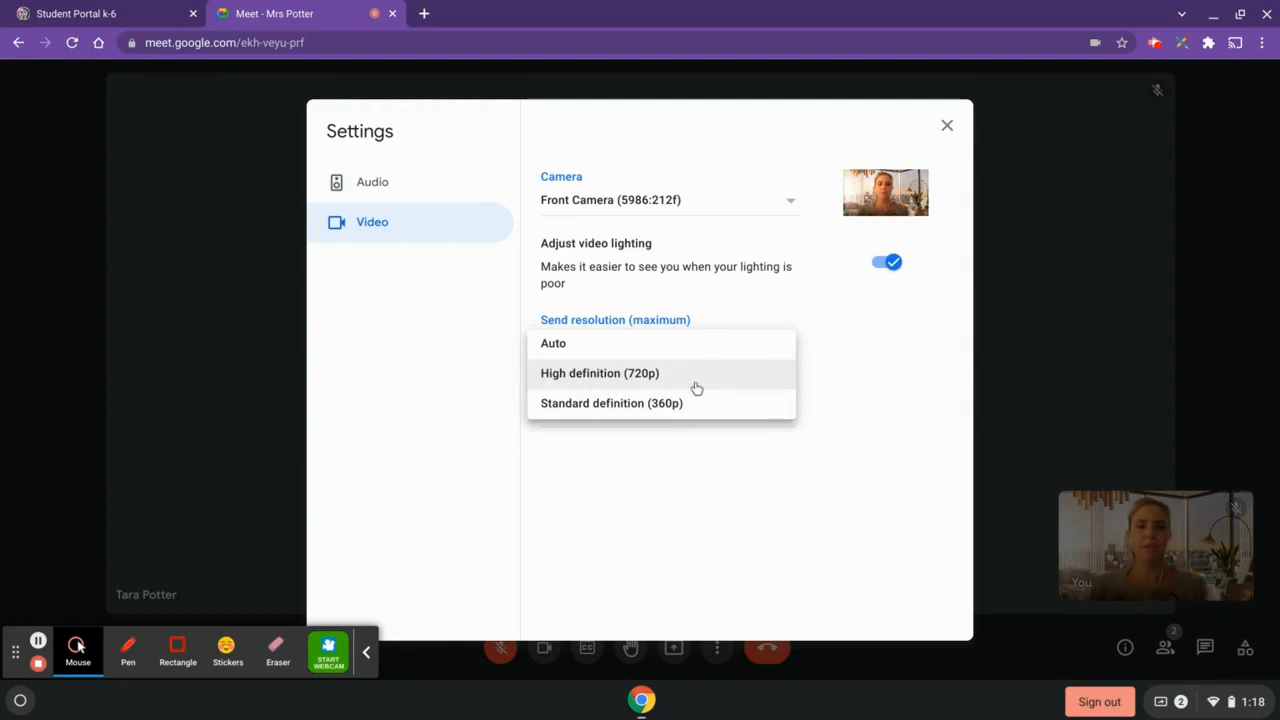 Student Portal k-6
Meet - Mrs Potter
meet.google.com/ekh-veyu-prf
Settings
Audio
Video
Camera
Front Camera (5986:212f)
Adjust video lighting
Makes it easier to see you when your lighting is
poor
Send resolution (maximum)
Auto
High definition (720p)
Standard definition (360p)
You
Tara Potter
Mouse
Pen
Rectangle
Stickers
Eraser
START
WEBCAM
2
Sign out
2
1:18